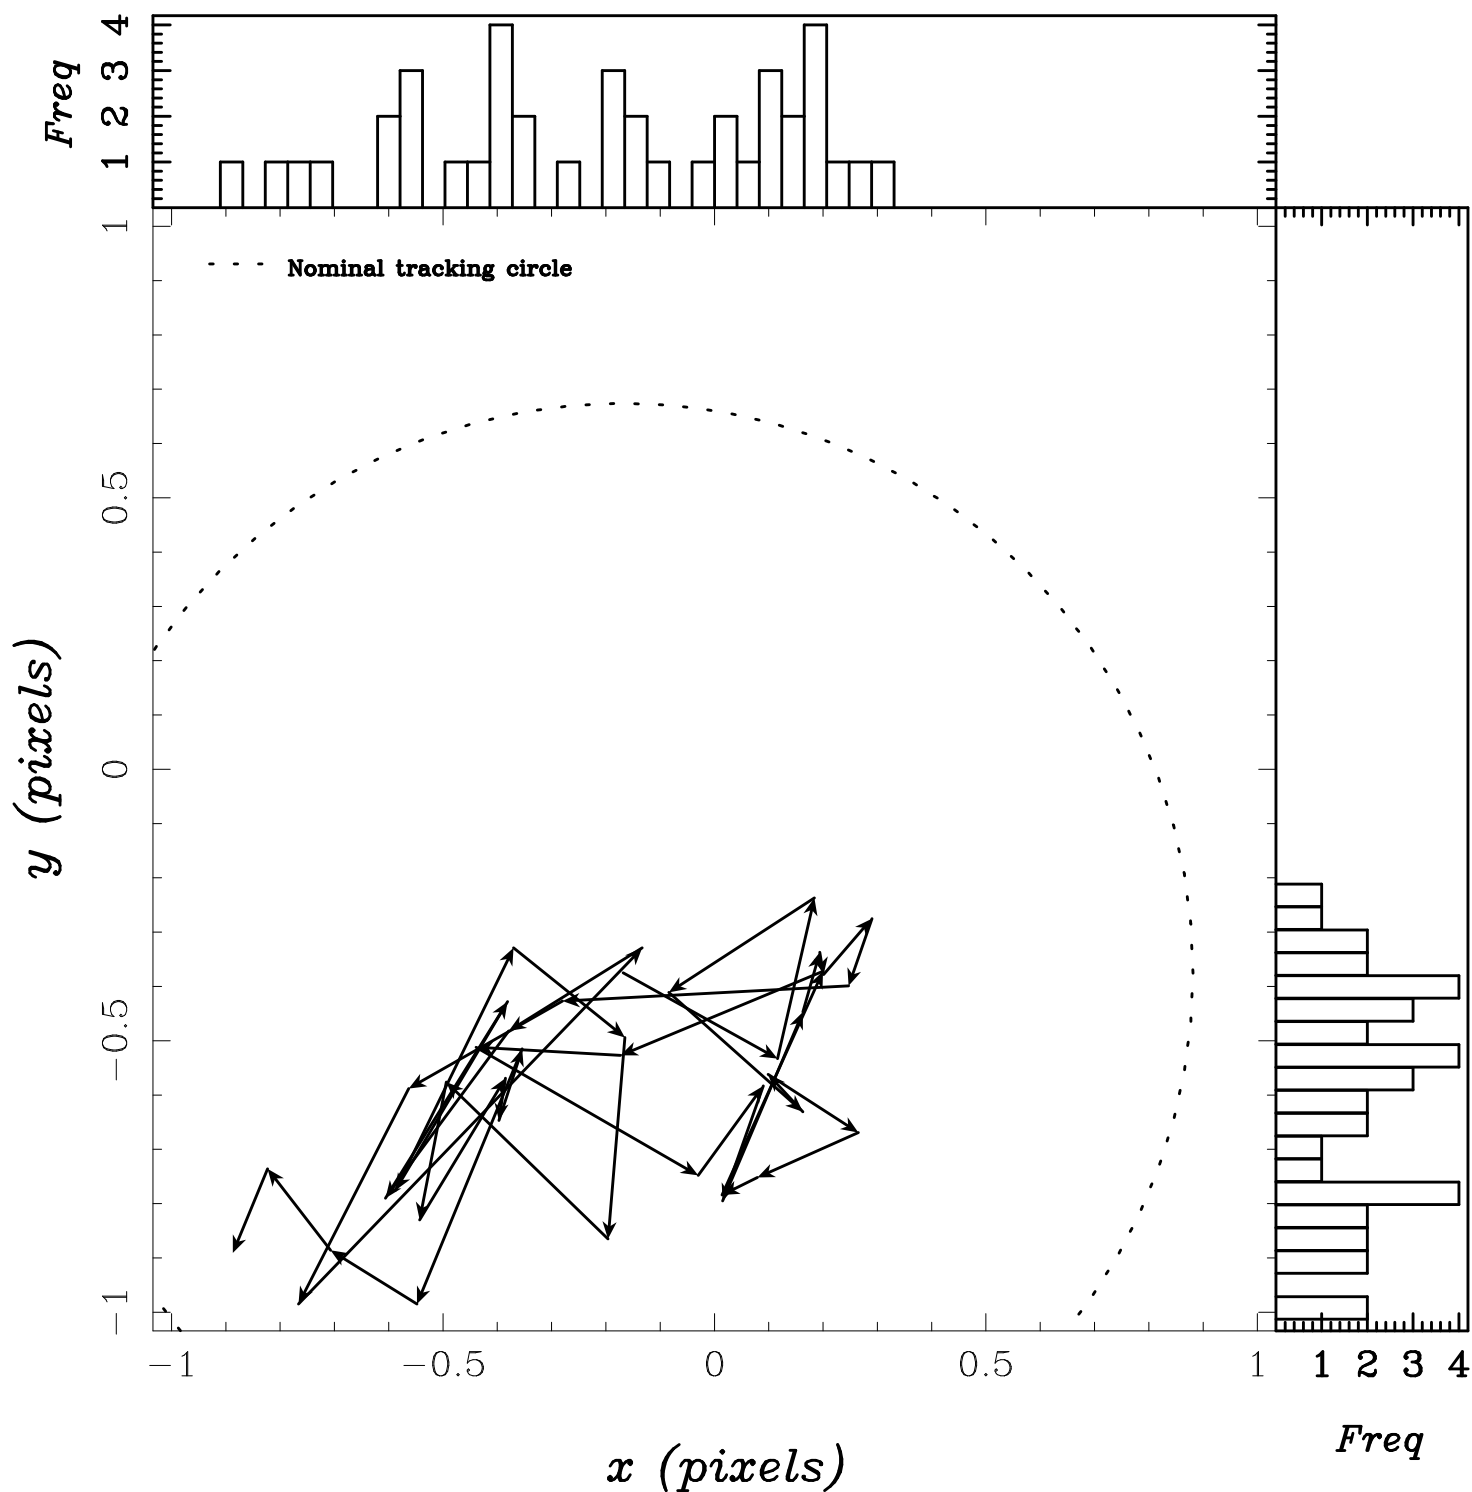 Freq
4
3
2
1
Nominal tracking circle
y (pixels)
1
0.5
0
−0.5
−1
−1 −0.5 0 0.5 1
1 2 3 4
Freq
x (pixels)